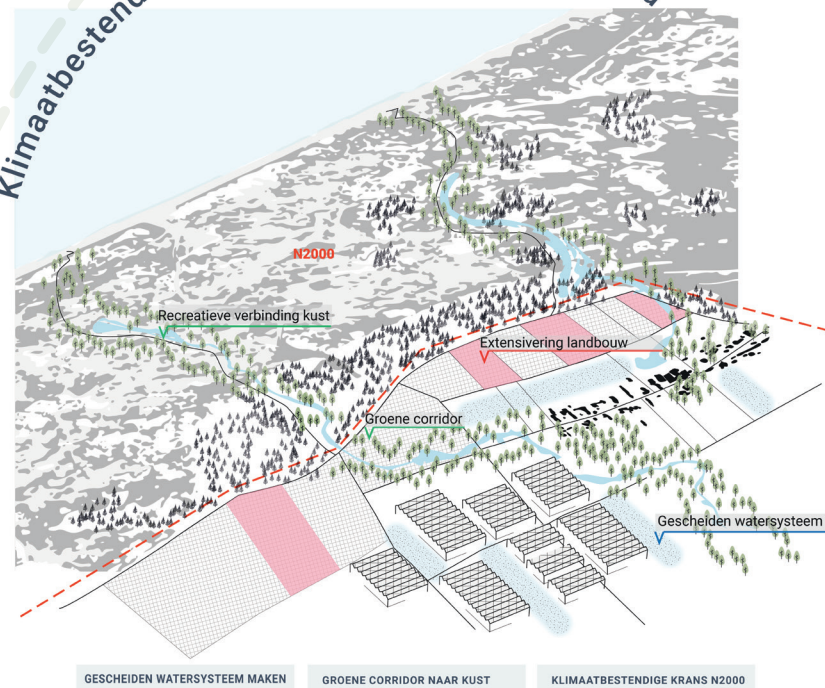 Klimaatbestend
N2000
Recreatieve verbinding kust
Extensivering landbouw
Groene corridor
Gescheiden watersysteem
GESCHEIDEN WATERSYSTEEM MAKEN
GROENE CORRIDOR NAAR KUST
KLIMAATBESTENDIGE KRANS N2000